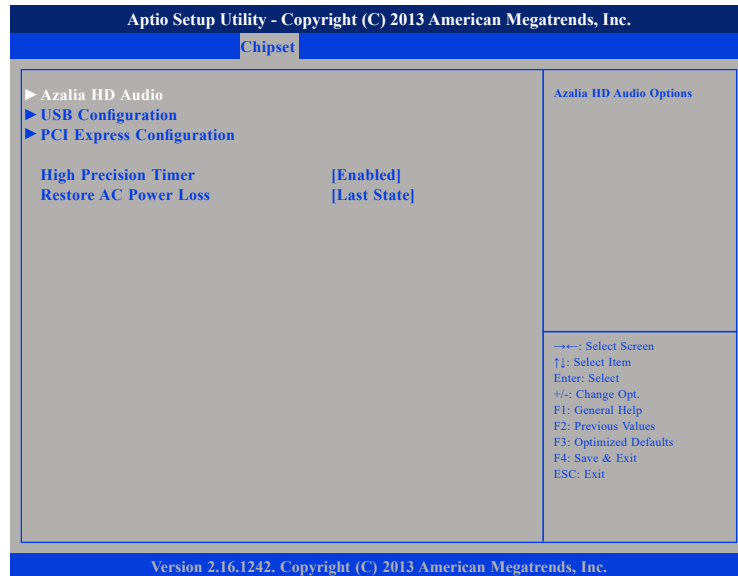 Aptio Setup Utility - Copyright (C) 2013 American Megatrends, Inc.
Chipset
▶ Azalia HD Audio
▶ USB Configuration
▶ PCI Express Configuration
High Precision Timer [Enabled]
Restore AC Power Loss [Last State]
Azalia HD Audio Options
→←: Select Screen
↑↓: Select Item
Enter: Select
+/-: Change Opt.
F1: General Help
F2: Previous Values
F3: Optimized Defaults
F4: Save & Exit
ESC: Exit
Version 2.16.1242. Copyright (C) 2013 American Megatrends, Inc.